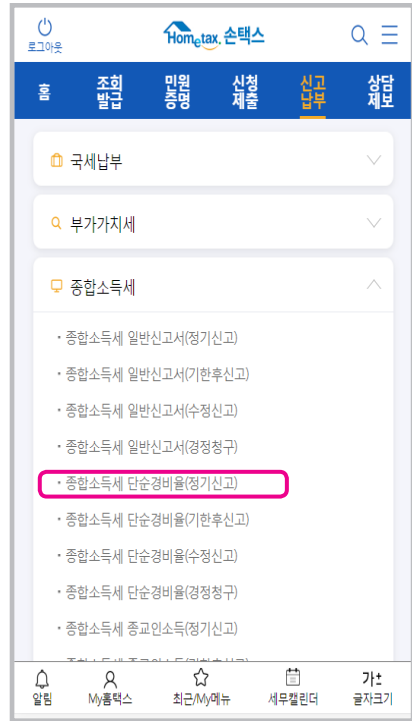 로그아웃
Hometax. 손택스
홈 조회 민원 신청 신고 상담
발급 증명 제출 납부 제보
국세납부
부가가치세
종합소득세
• 종합소득세 일반신고서(정기신고)
• 종합소득세 일반신고서(기한후신고)
• 종합소득세 일반신고서(수정신고)
• 종합소득세 일반신고서(경정청구)
• 종합소득세 단순경비율(정기신고)
• 종합소득세 단순경비율(기한후신고)
• 종합소득세 단순경비율(수정신고)
• 종합소득세 단순경비율(경정청구)
• 종합소득세 종교인소득(정기신고)
가±
알림 My홈택스 최근/My메뉴 세무캘린더 글자크기